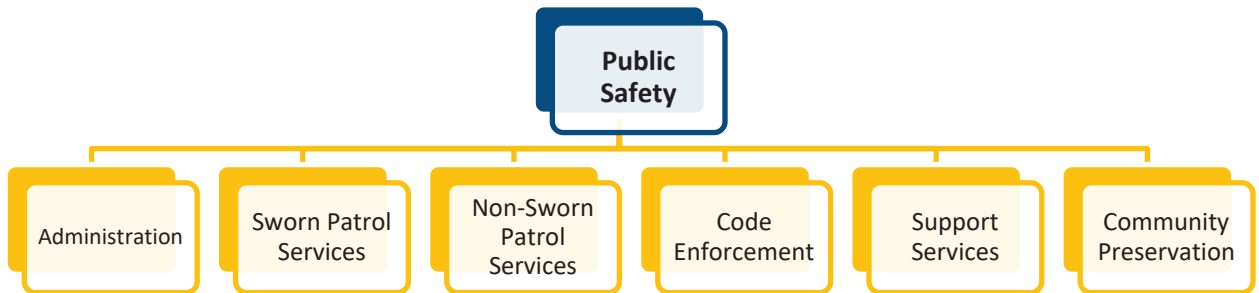 Public
Safety
Administration
Sworn Patrol
Services
Non-Sworn
Patrol
Services
Code
Enforcement
Support
Services
Community
Preservation